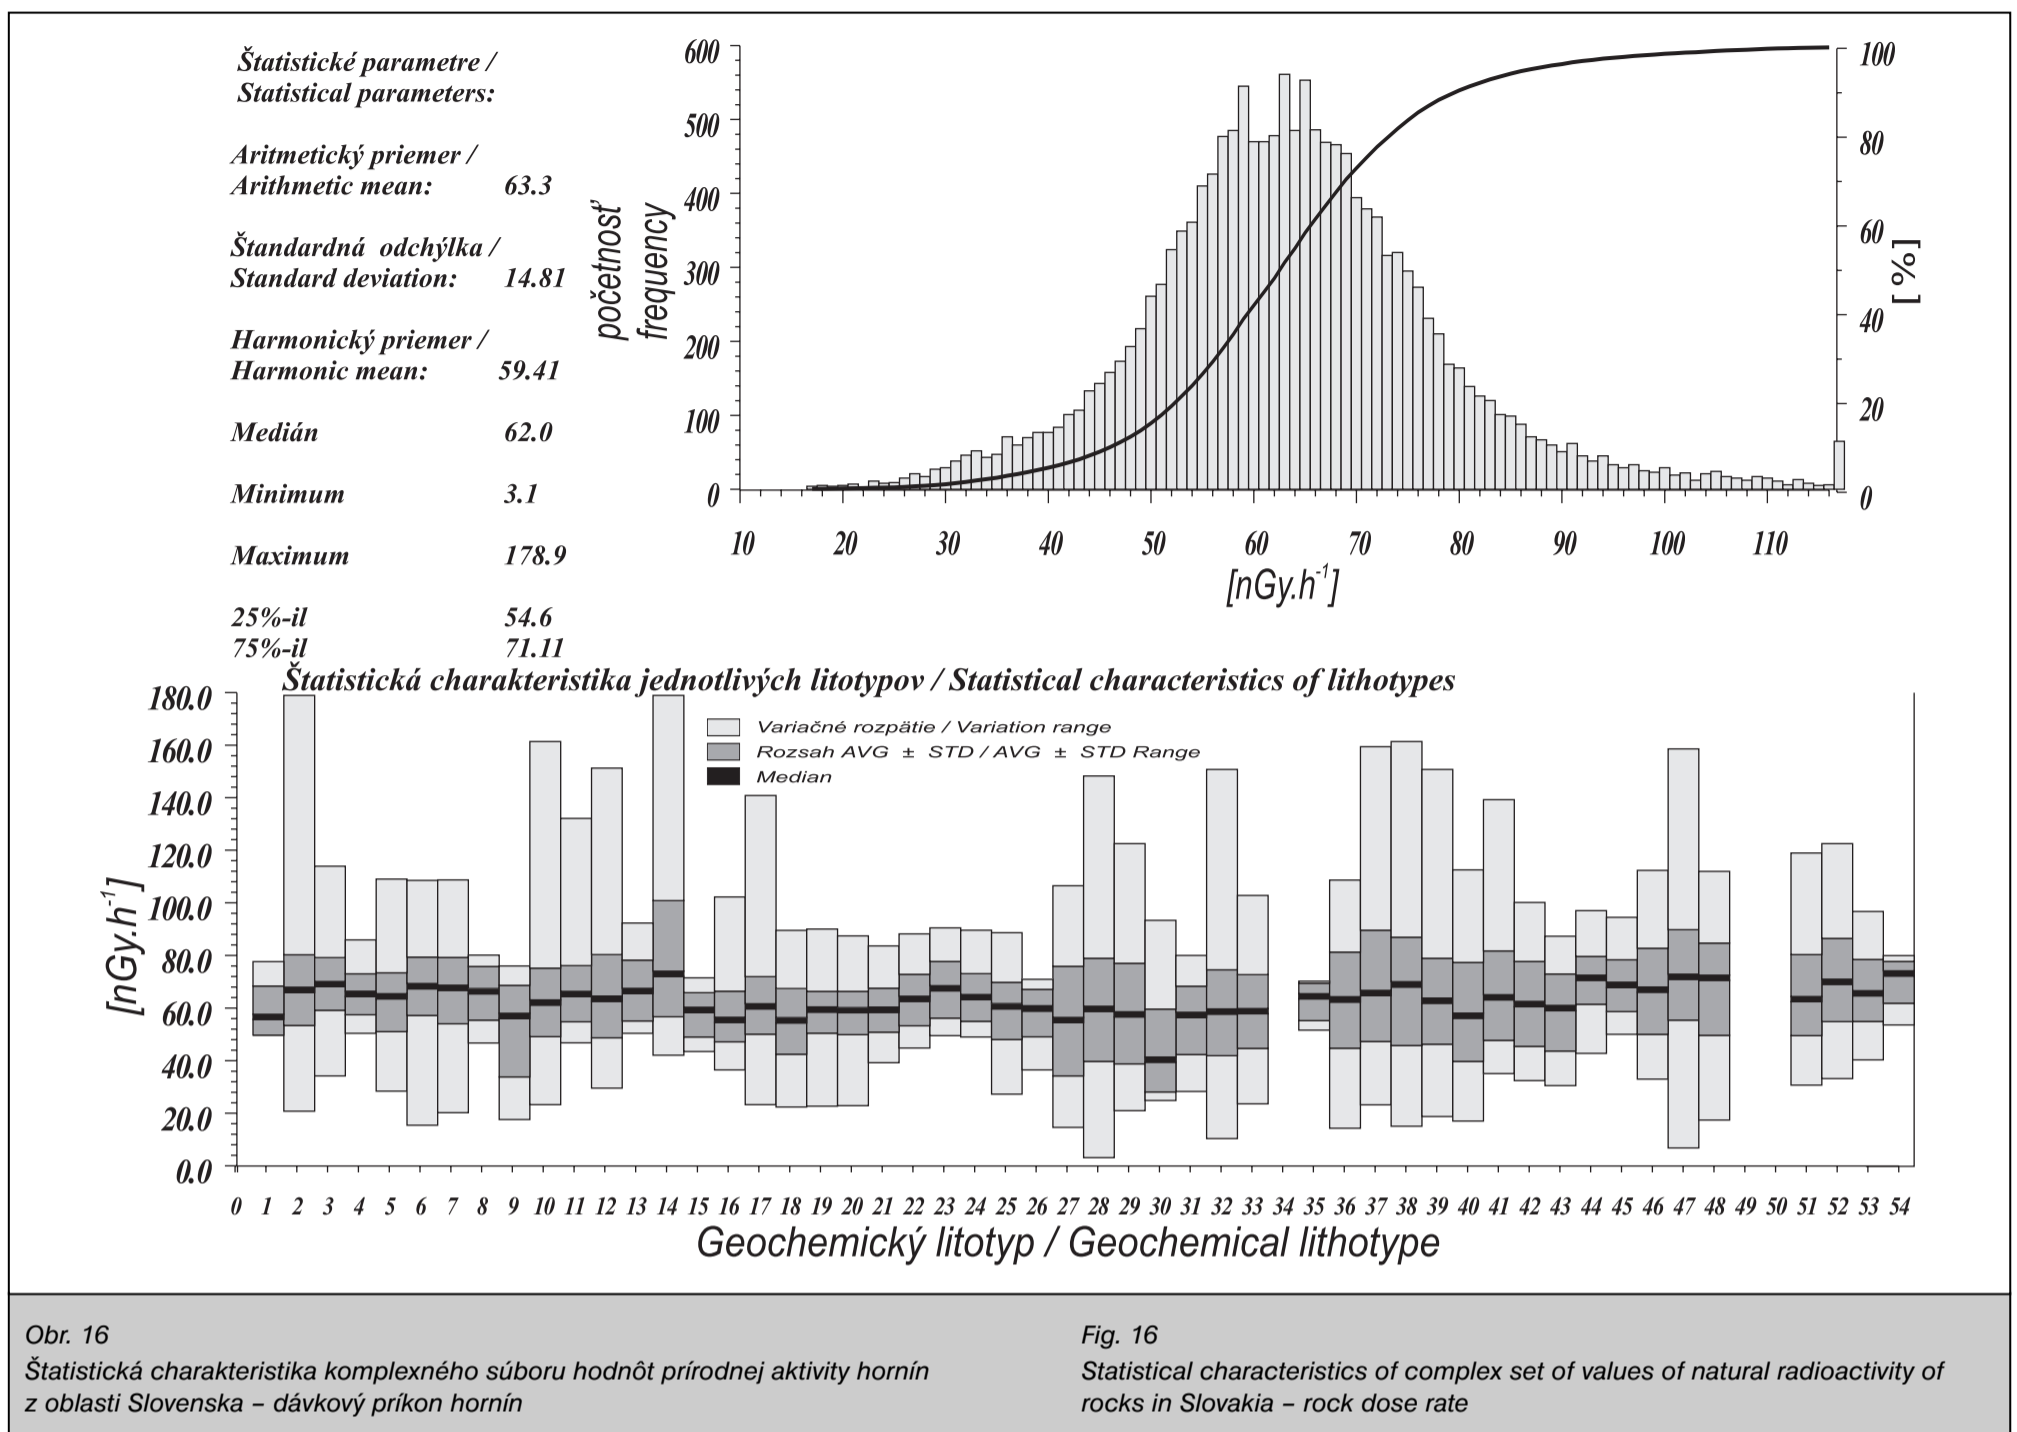 Štatistické parametre /
Statistical parameters:
Aritmetický priemer /
Arithmetic mean: 63.3
Štandardná odchýlka /
Standard deviation: 14.81
Harmonický priemer /
Harmonic mean: 59.41
Medián 62.0
Minimum 3.1
Maximum 178.9
25%-il 54.6
75%-il 71.11
početnosť
frequency
600
500
400
300
200
100
0
100
80
60
40
20
0
[%]
10 20 30 40 50 60 70 80 90 100 110
[nGy.h⁻¹]
Štatistická charakteristika jednotlivých litotypov / Statistical characteristics of lithotypes
Variačné rozpätie / Variation range
Rozsah AVG ± STD / AVG ± STD Range
Median
[nGy.h⁻¹]
180.0
160.0
140.0
120.0
100.0
80.0
60.0
40.0
20.0
0.0
0 1 2 3 4 5 6 7 8 9 10 11 12 13 14 15 16 17 18 19 20 21 22 23 24 25 26 27 28 29 30 31 32 33 34 35 36 37 38 39 40 41 42 43 44 45 46 47 48 49 50 51 52 53 54
Geochemický litotyp / Geochemical lithotype
Obr. 16
Štatistická charakteristika komplexného súboru hodnôt prírodnej aktivity hornín
z oblasti Slovenska – dávkový príkon hornín
Fig. 16
Statistical characteristics of complex set of values of natural radioactivity of
rocks in Slovakia – rock dose rate